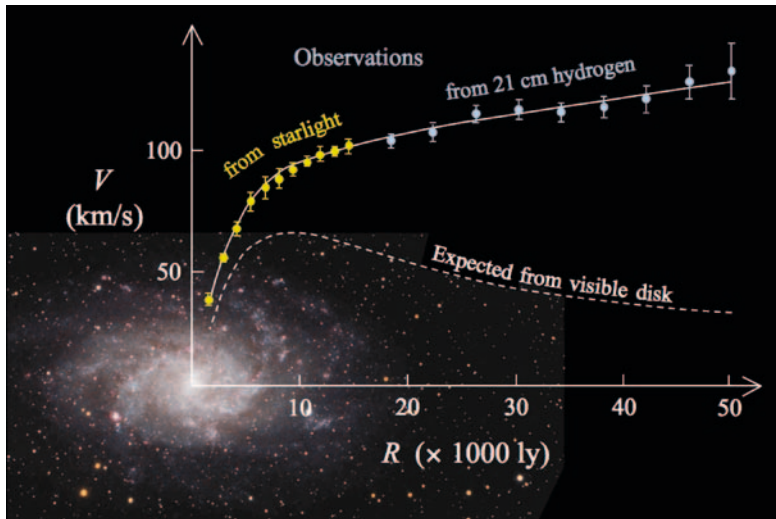 Observations
from 21 cm hydrogen
from starlight
100
V
(km/s)
50
Expected from visible disk
10
20
30
40
50
R (× 1000 ly)